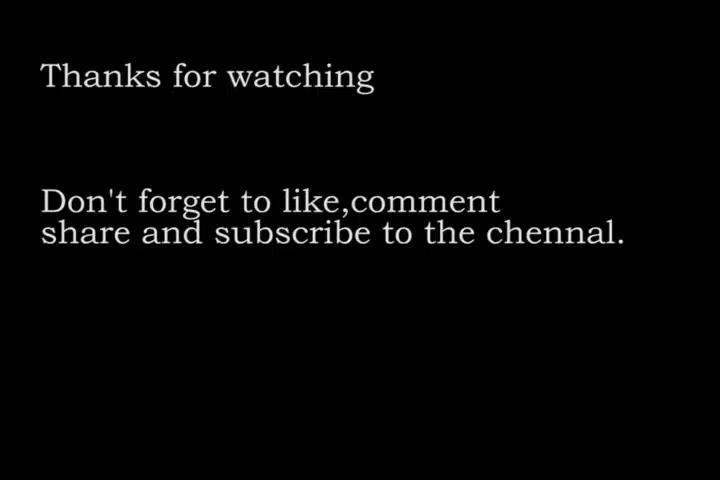 Thanks for watching
Don't forget to like,comment
share and subscribe to the chennal.